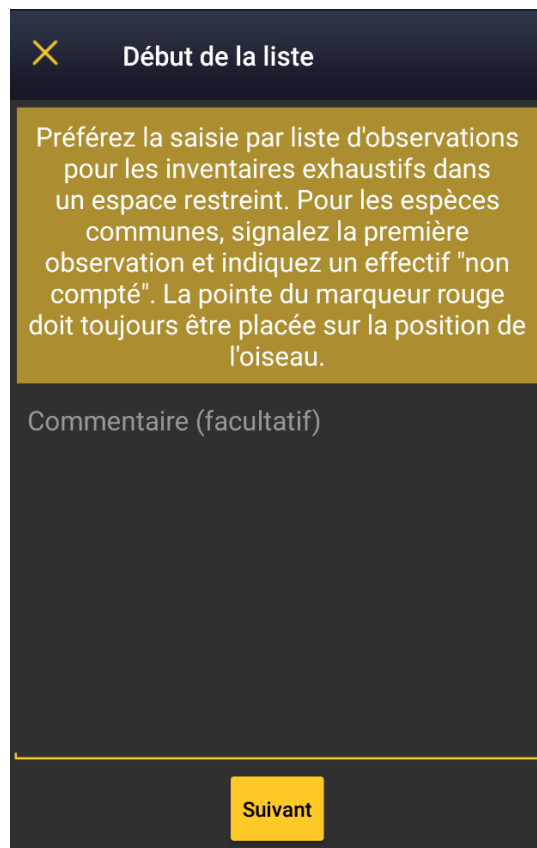 Début de la liste
Préférez la saisie par liste d'observations
pour les inventaires exhaustifs dans
un espace restreint. Pour les espèces
communes, signalez la première
observation et indiquez un effectif "non
compté". La pointe du marqueur rouge
doit toujours être placée sur la position de
l'oiseau.
Commentaire (facultatif)
Suivant